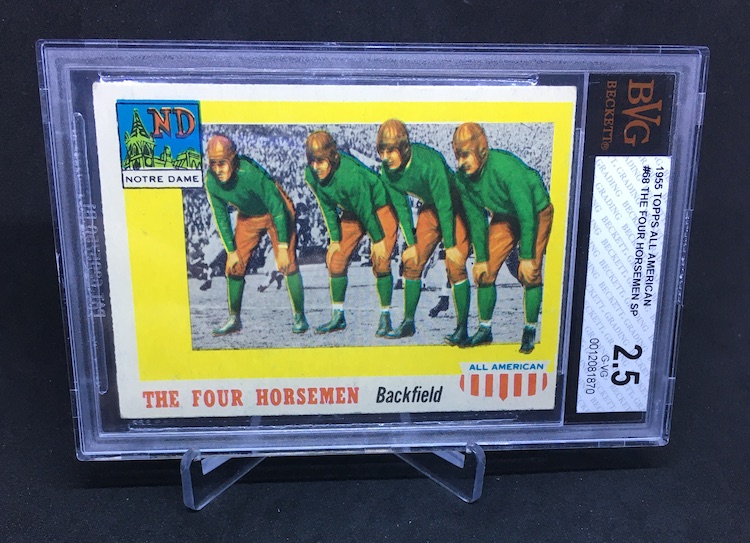 ND
NOTRE DAME
THE FOUR HORSEMEN Backfield
ALL AMERICAN
BVG
BECKETT®
1955 TOPPS ALL AMERICAN
#68 THE FOUR HORSEMEN SP
2.5
G-VG
0012081870